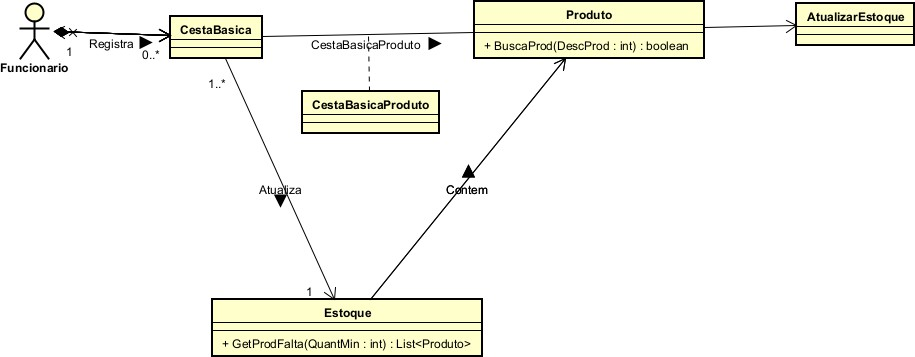 Produto
AtualizarEstoque
CestaBasica
+ BuscaProd(DescProd : int) : boolean
Registra
CestaBasicaProduto
1
0..*
Funcionario
1..*
CestaBasicaProduto
Atualiza
Contem
1
Estoque
+ GetProdFalta(QuantMin : int) : List<Produto>